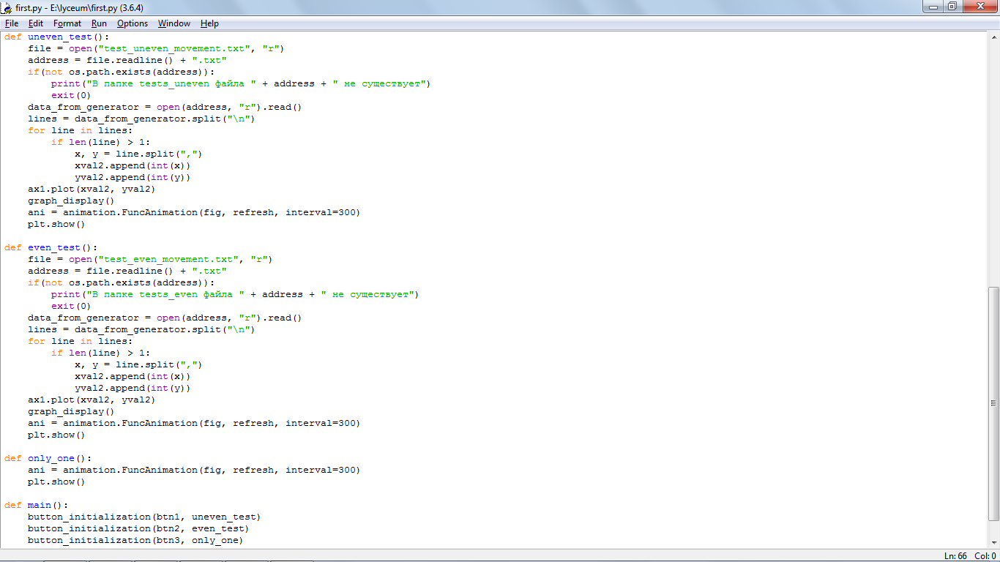 first.py - E:\lyceum\first.py (3.6.4)
File Edit Format Run Options Window Help
def uneven_test():
    file = open("test_uneven_movement.txt", "r")
    address = file.readline() + ".txt"
    if(not os.path.exists(address)):
        print("В папке tests_uneven файла " + address + " не существует")
        exit(0)
    data_from_generator = open(address, "r").read()
    lines = data_from_generator.split("\n")
    for line in lines:
        if len(line) > 1:
            x, y = line.split(",")
            xval2.append(int(x))
            yval2.append(int(y))
    ax1.plot(xval2, yval2)
    graph_display()
    ani = animation.FuncAnimation(fig, refresh, interval=300)
    plt.show()

def even_test():
    file = open("test_even_movement.txt", "r")
    address = file.readline() + ".txt"
    if(not os.path.exists(address)):
        print("В папке tests_even файла " + address + " не существует")
        exit(0)
    data_from_generator = open(address, "r").read()
    lines = data_from_generator.split("\n")
    for line in lines:
        if len(line) > 1:
            x, y = line.split(",")
            xval2.append(int(x))
            yval2.append(int(y))
    ax1.plot(xval2, yval2)
    graph_display()
    ani = animation.FuncAnimation(fig, refresh, interval=300)
    plt.show()

def only_one():
    ani = animation.FuncAnimation(fig, refresh, interval=300)
    plt.show()

def main():
    button_initialization(btn1, uneven_test)
    button_initialization(btn2, even_test)
    button_initialization(btn3, only_one)
Ln: 66 Col: 0